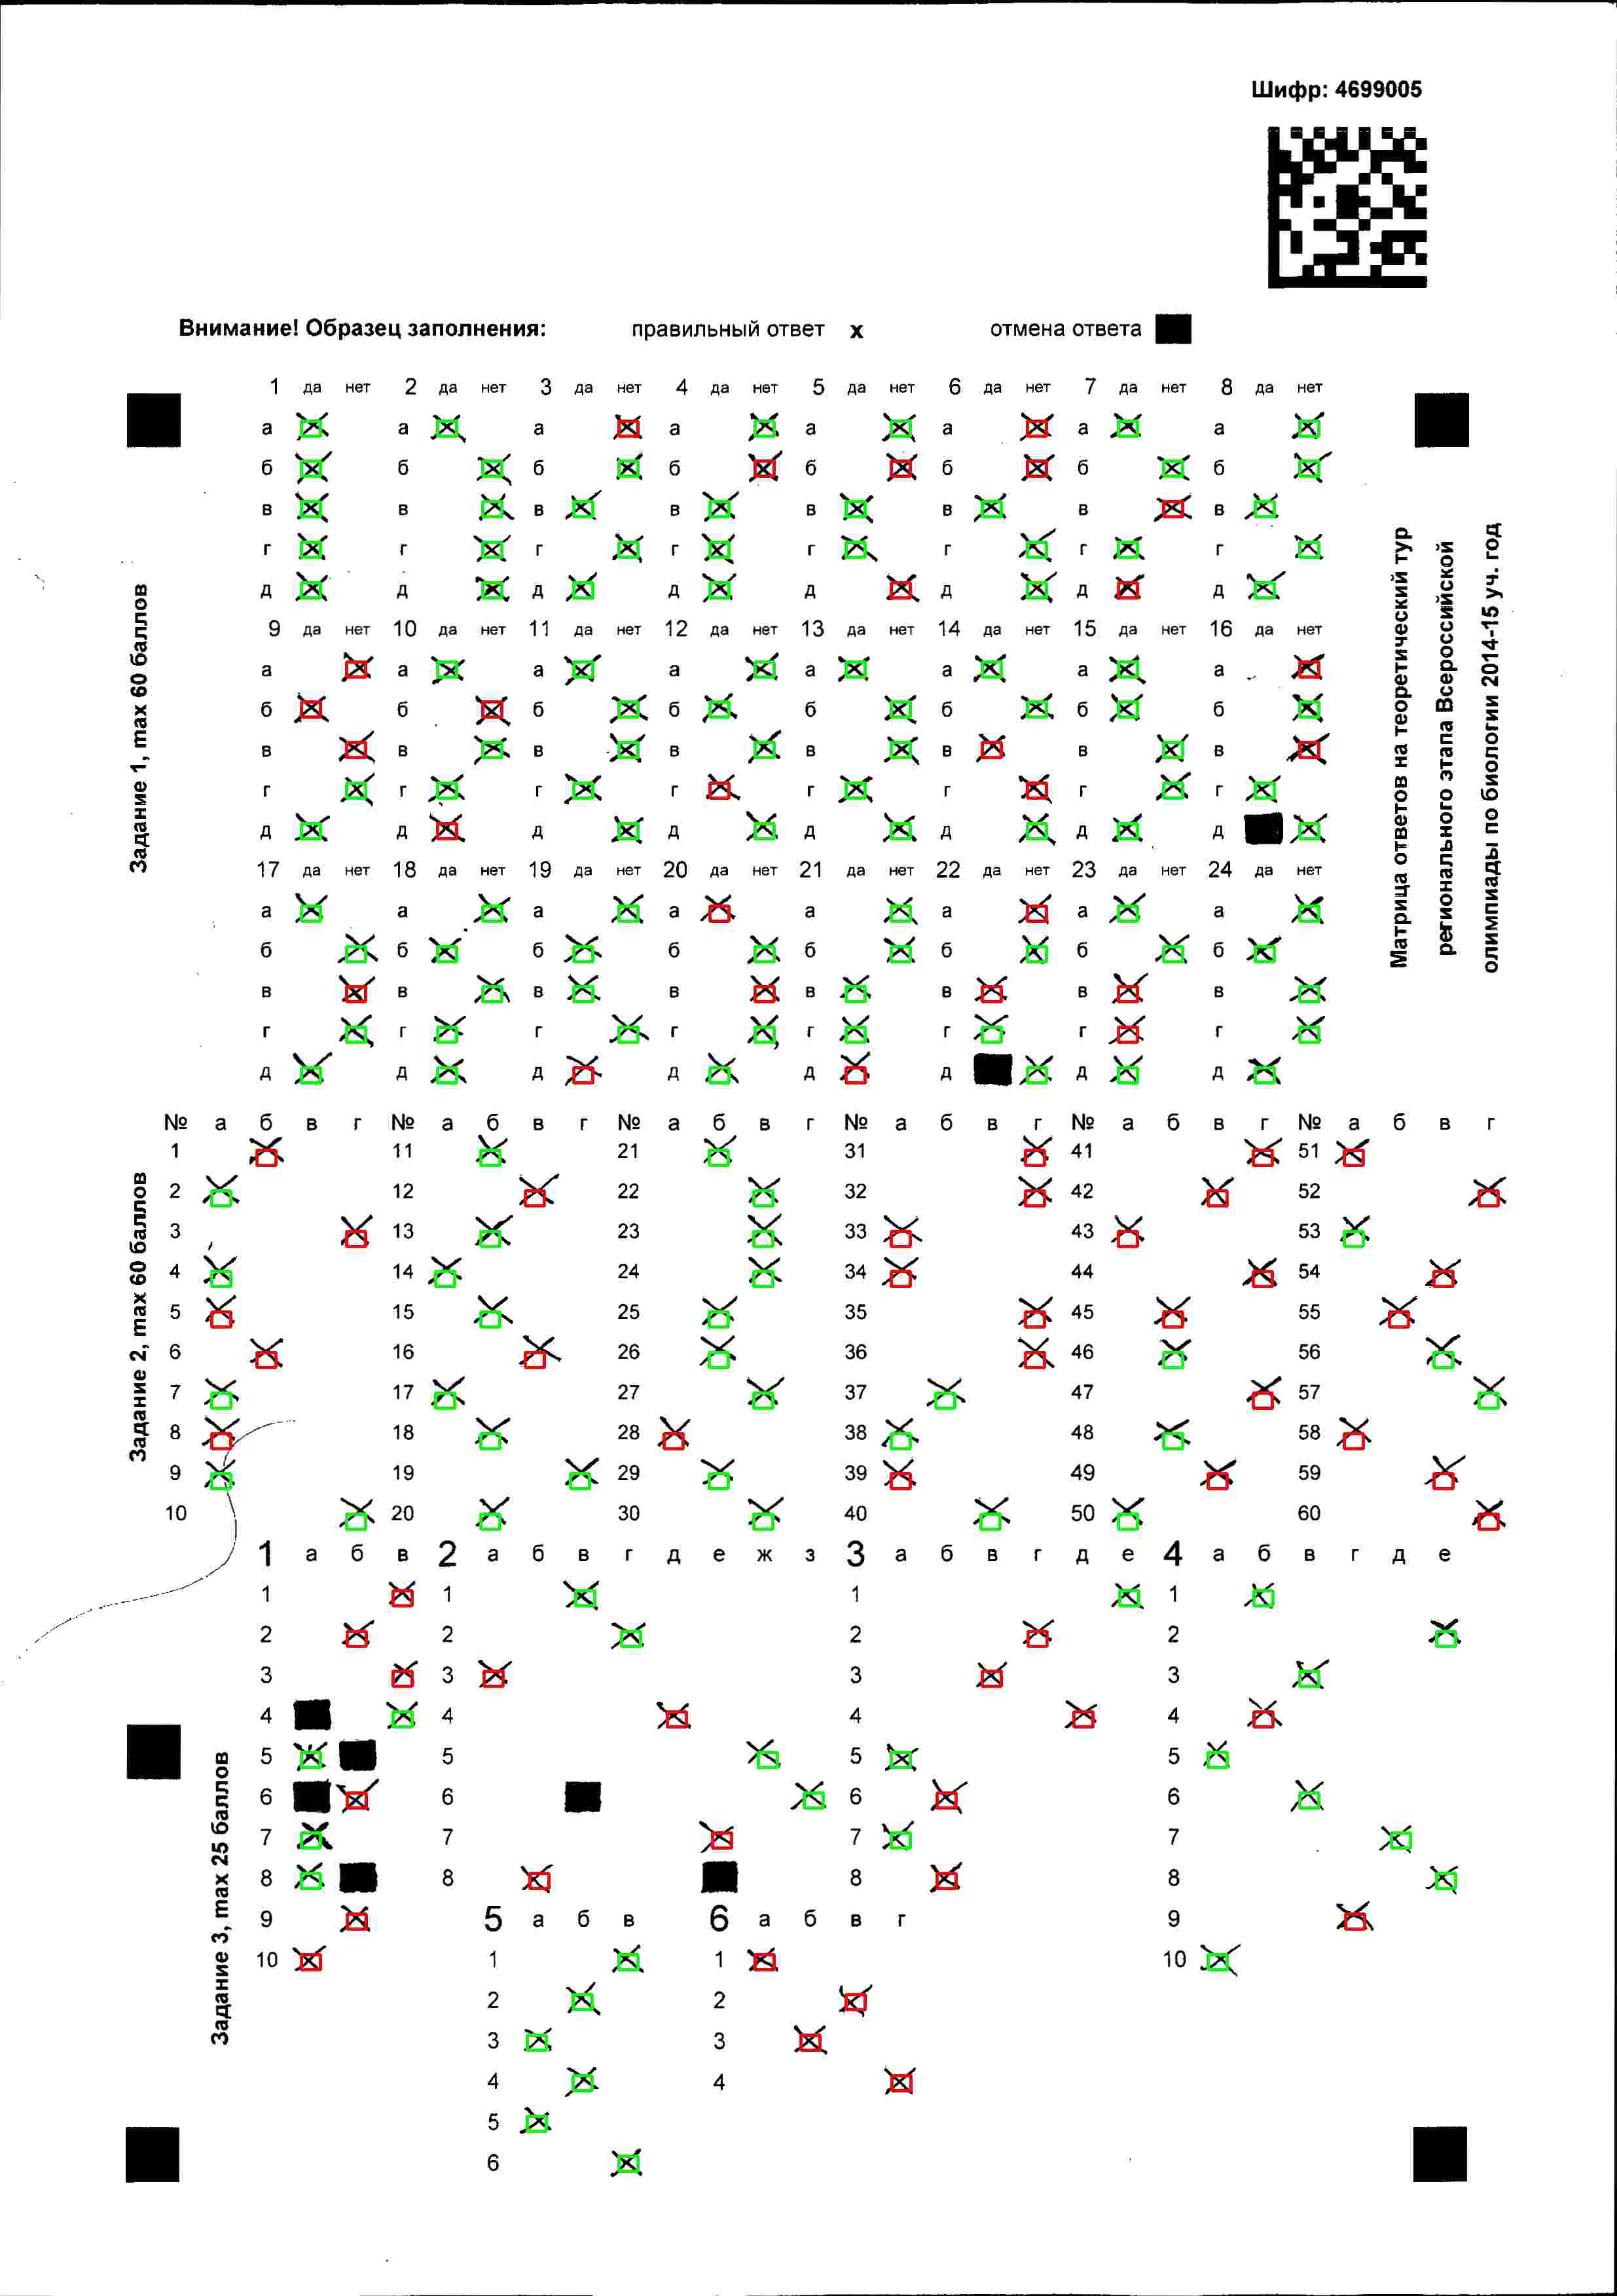 Шифр: 4699005
Внимание! Образец заполнения: правильный ответ х отмена ответа
Задание 1, max 60 баллов
1 да нет 2 да нет 3 да нет 4 да нет 5 да нет 6 да нет 7 да нет 8 да нет
а а а а а а а а
б б б б б б б б
в в в в в в в в
г г г г г г г г
д д д д д д д д
9 да нет 10 да нет 11 да нет 12 да нет 13 да нет 14 да нет 15 да нет 16 да нет
а а а а а а а а
б б б б б б б б
в в в в в в в в
г г г г г г г г
д д д д д д д д
17 да нет 18 да нет 19 да нет 20 да нет 21 да нет 22 да нет 23 да нет 24 да нет
а а а а а а а а
б б б б б б б б
в в в в в в в в
г г г г г г г г
д д д д д д д д
Матрица ответов на теоретический тур
регионального этапа Всероссийской
олимпиады по биологии 2014-15 уч. год
Задание 2, max 60 баллов
№ а б в г № а б в г № а б в г № а б в г № а б в г № а б в г
1 11 21 31 41 51
2 12 22 32 42 52
3 13 23 33 43 53
4 14 24 34 44 54
5 15 25 35 45 55
6 16 26 36 46 56
7 17 27 37 47 57
8 18 28 38 48 58
9 19 29 39 49 59
10 20 30 40 50 60
Задание 3, max 25 баллов
1 а б в 2 а б в г д е ж з 3 а б в г д е 4 а б в г д е
1 1 1 1
2 2 2 2
3 3 3 3
4 4 4 4
5 5 5 5
6 6 6 6
7 7 7 7
8 8 8 8
9 5 а б в 6 а б в г 9
10 1 1 10
2 2
3 3
4 4
5
6